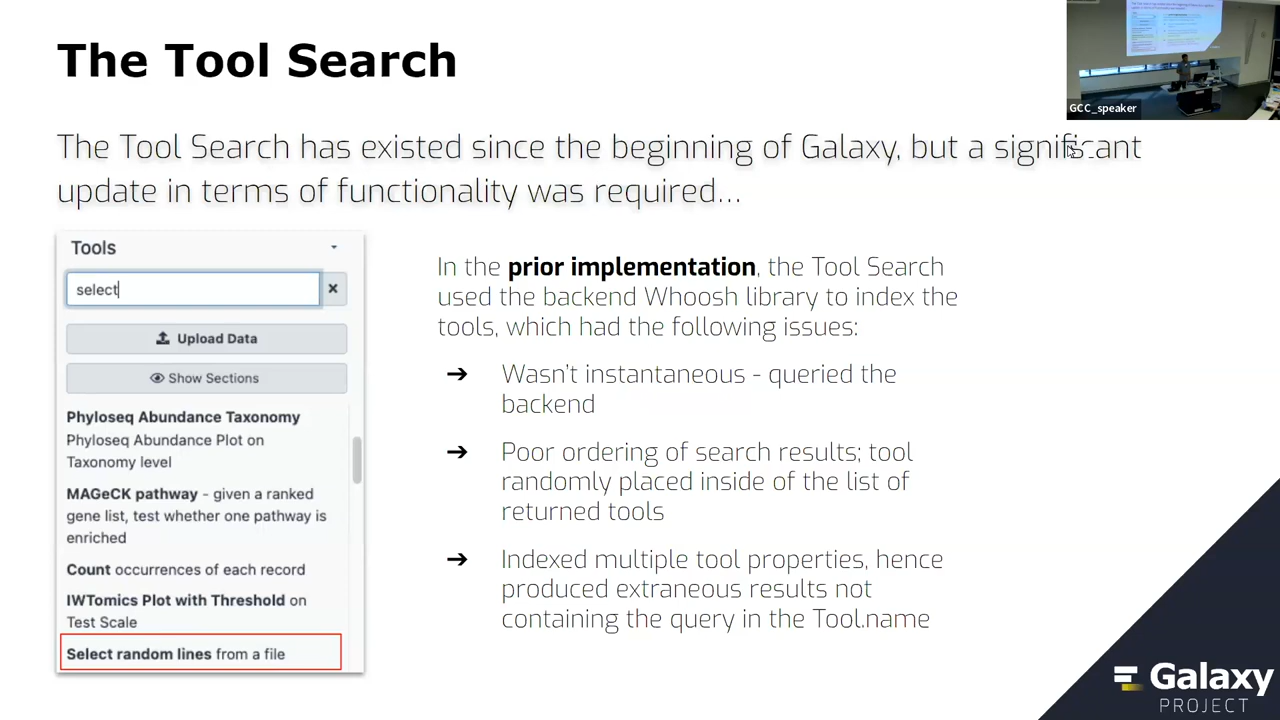 The Tool Search
GCC_speaker
The Tool Search has existed since the beginning of Galaxy, but a significant
update in terms of functionality was required...
Tools
select
Upload Data
Show Sections
Phyloseq Abundance Taxonomy
Phyloseq Abundance Plot on
Taxonomy level
MAGeCK pathway - given a ranked
gene list, test whether one pathway is
enriched
Count occurrences of each record
IWTomics Plot with Threshold on
Test Scale
Select random lines from a file
In the prior implementation, the Tool Search
used the backend Whoosh library to index the
tools, which had the following issues:
➔ Wasn't instantaneous - queried the
backend
➔ Poor ordering of search results; tool
randomly placed inside of the list of
returned tools
➔ Indexed multiple tool properties, hence
produced extraneous results not
containing the query in the Tool.name
Galaxy
PROJECT